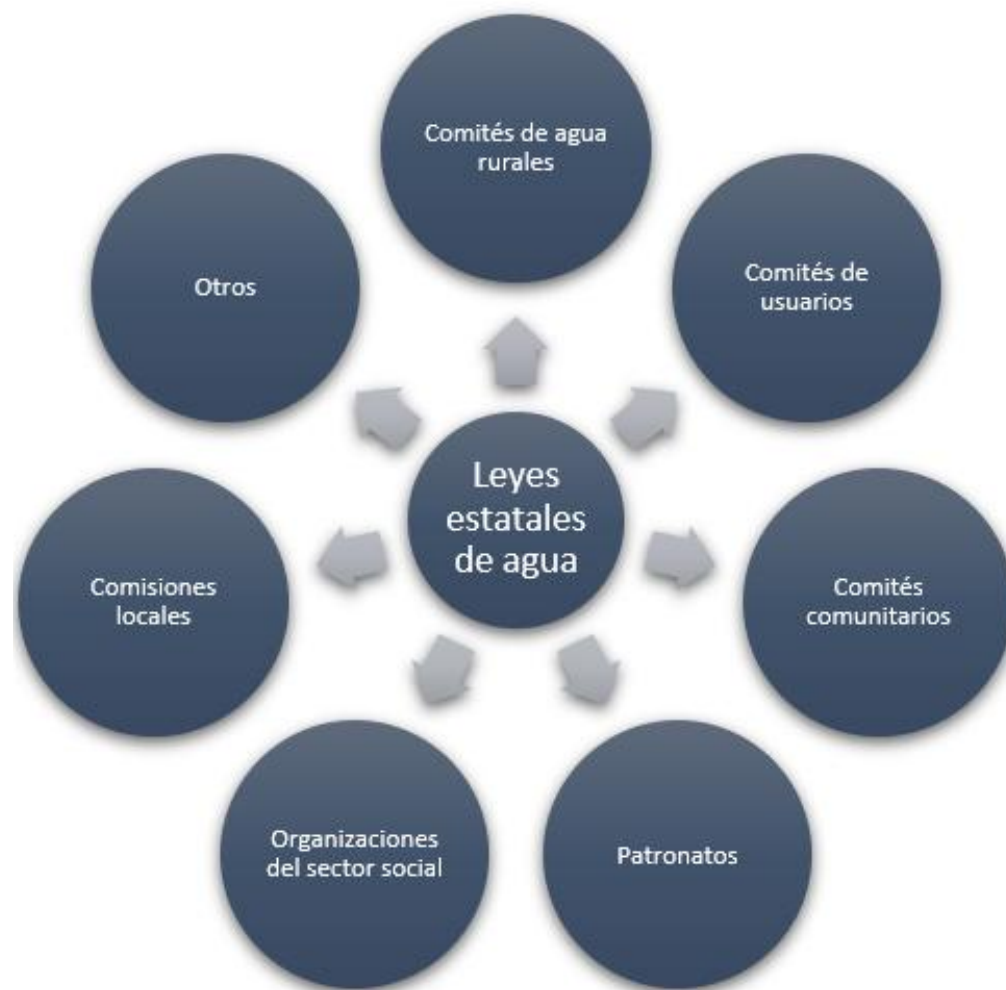 Comités de agua
rurales
Comités de
usuarios
Comités
comunitarios
Patronatos
Organizaciones
del sector social
Comisiones
locales
Otros
Leyes
estatales
de agua